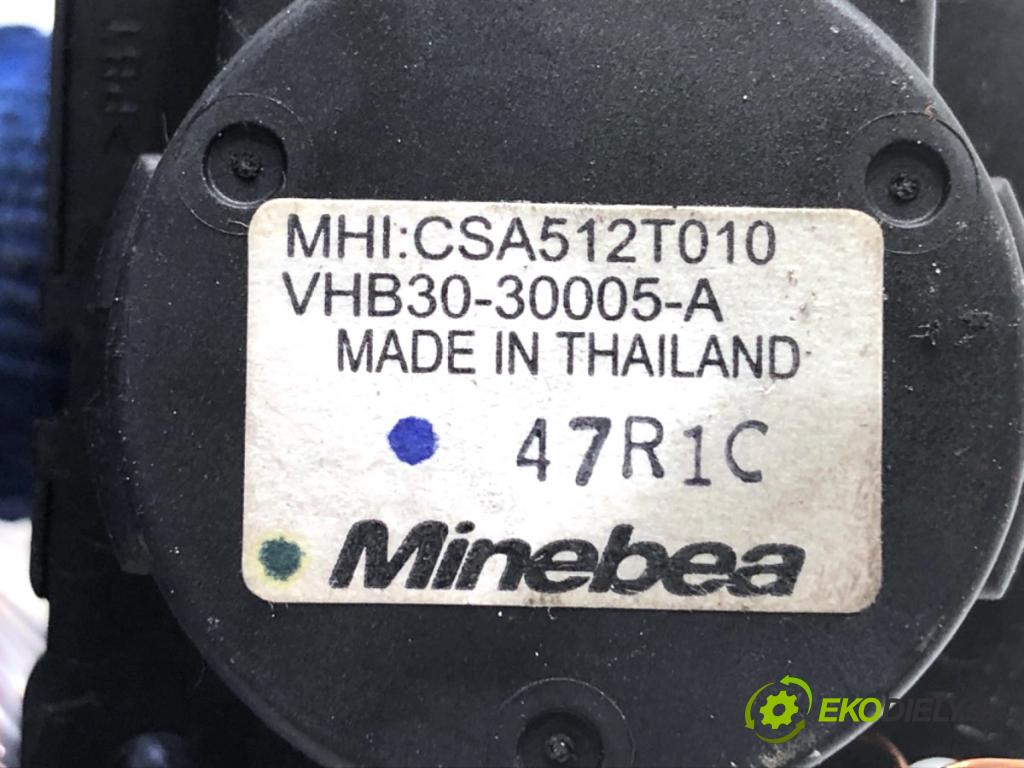 MHI:CSA512T010
VHB30-30005-A
MADE IN THAILAND
47R1C
Minebea
EKODIELY